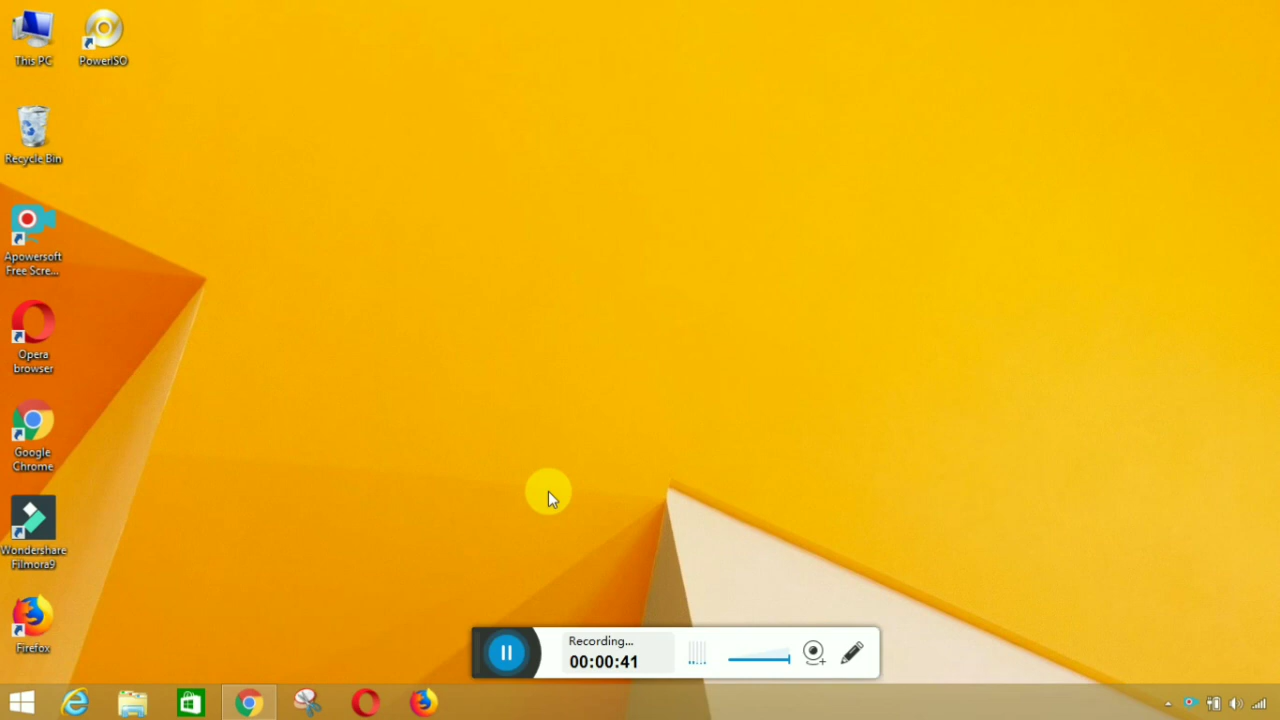 This PC
PowerISO
Recycle Bin
Apowersoft
Free Scre...
Opera
browser
Google
Chrome
Wondershare
Filmora9
Firefox
Recording...
00:00:41